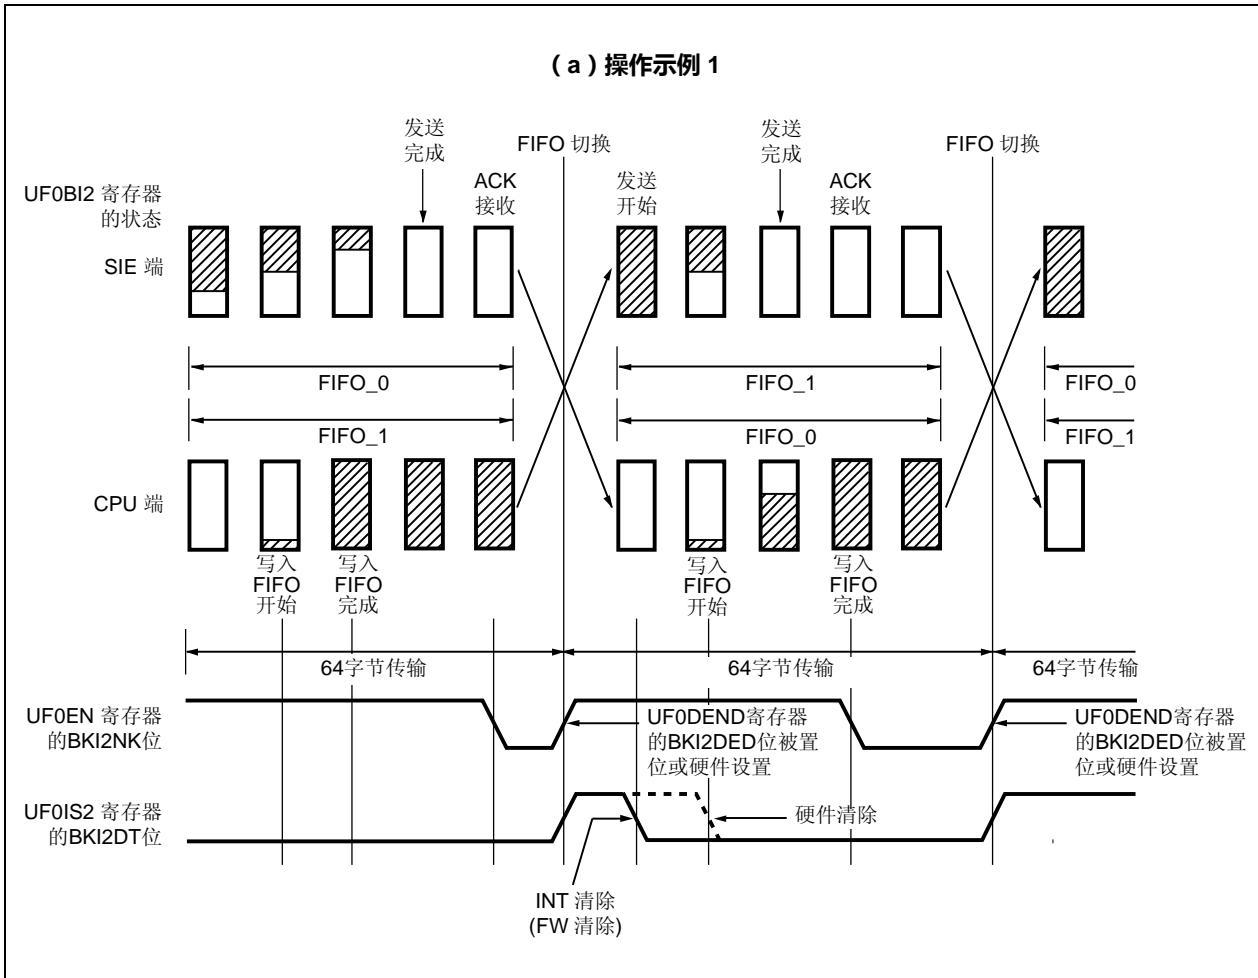 （a）操作示例 1
发送
完成
FIFO 切换
发送
完成
FIFO 切换
UF0BI2 寄存器
的状态
ACK
接收
发送
开始
ACK
接收
SIE 端
FIFO_0
FIFO_1
FIFO_0
FIFO_1
FIFO_0
FIFO_1
CPU 端
写入
FIFO
开始
写入
FIFO
完成
写入
FIFO
开始
写入
FIFO
完成
64字节传输
64字节传输
64字节传输
UF0EN 寄存器
的BKI2NK位
UF0DEND寄存器
的BKI2DED位被置
位或硬件设置
UF0DEND寄存器
的BKI2DED位被置
位或硬件设置
UF0IS2 寄存器
的BKI2DT位
硬件清除
INT 清除
(FW 清除)